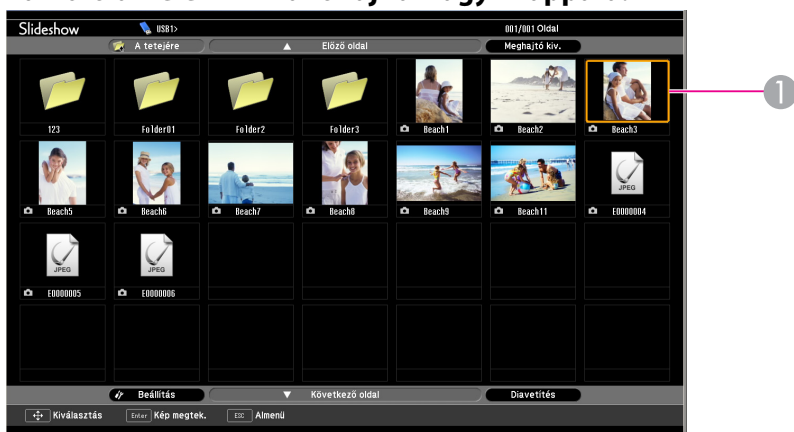 Slideshow USB1> 001/001 Oldal
A tetejére ▲ Előző oldal Meghajtó kiv.
123 Folder01 Folder2 Folder3 Beach1 Beach2 Beach3
1
Beach5 Beach6 Beach7 Beach8 Beach9 Beach11 E0000004
JPEG
JPEG JPEG
E0000005 E0000006
Beállítás ▼ Következő oldal Diavetítés
Kiválasztás Enter Kép megtek. ESC Almenü